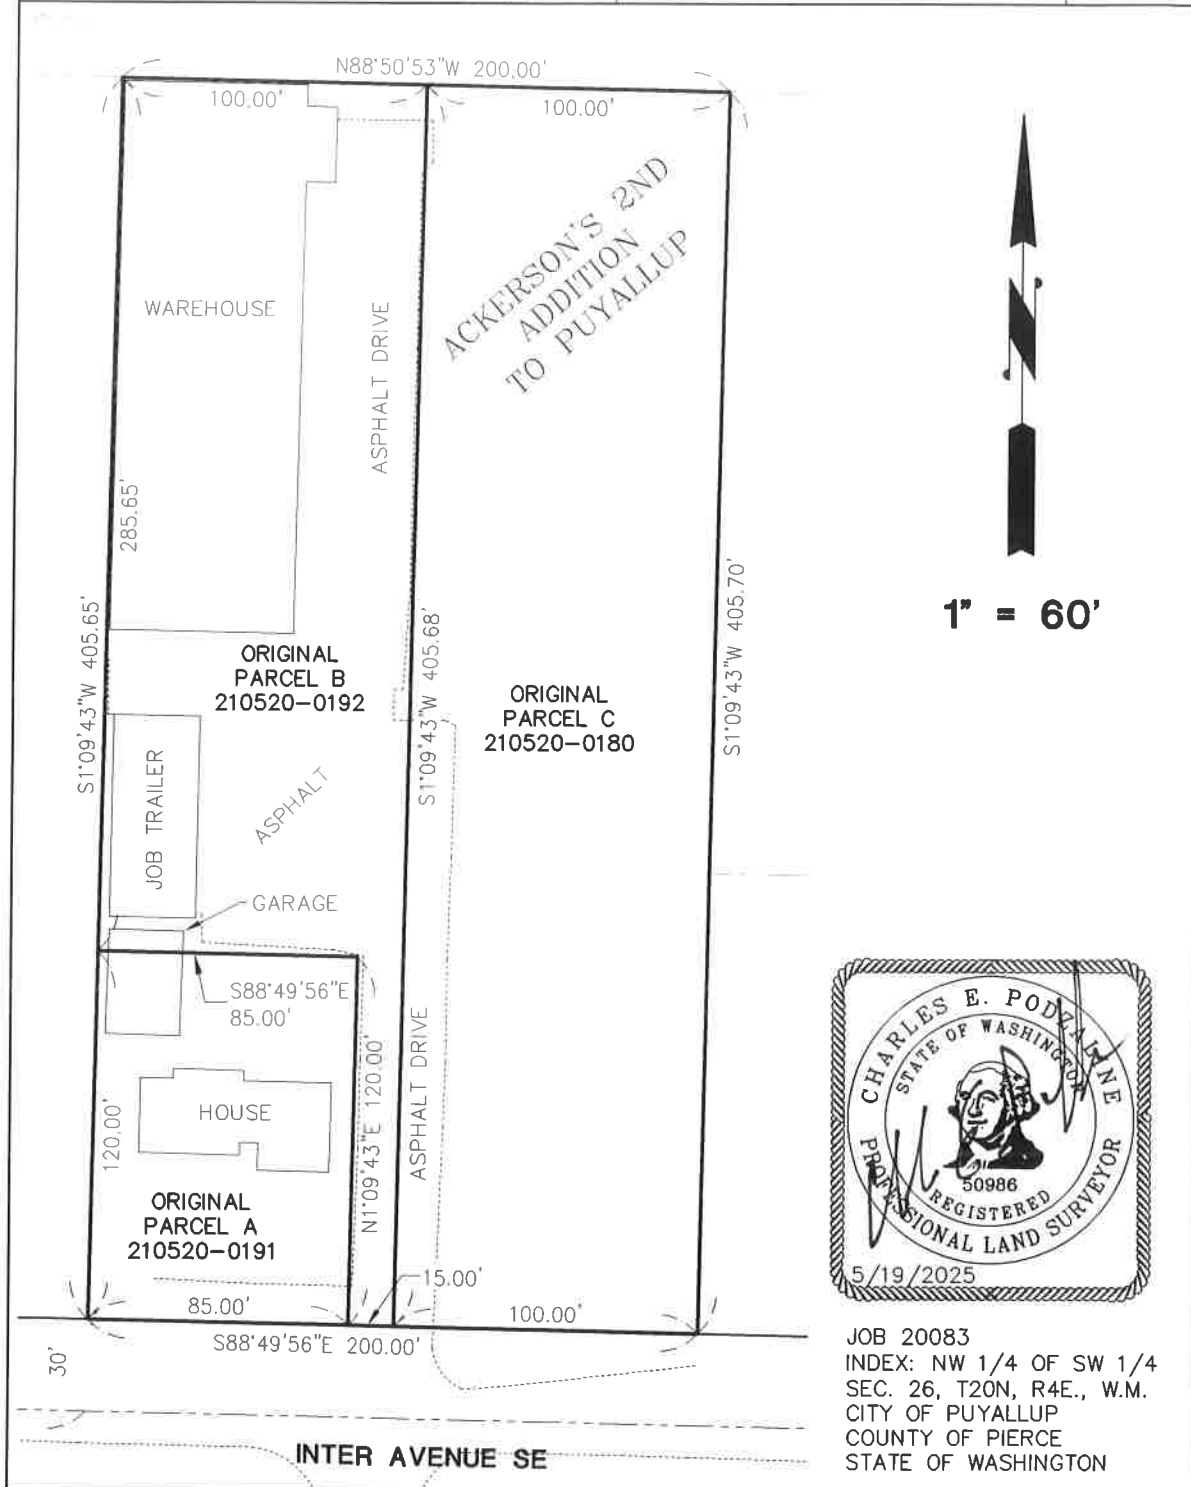 N88°50'53"W 200.00'
100.00'
100.00'
ACKERSON'S 2ND
ADDITION
TO PUYALLUP
WAREHOUSE
ASPHALT DRIVE
285.65'
S1°09'43"W 405.65'
S1°09'43"W 405.68'
S1°09'43"W 405.70'
1" = 60'
ORIGINAL
PARCEL B
210520-0192
ORIGINAL
PARCEL C
210520-0180
JOB TRAILER
ASPHALT
GARAGE
S88°49'56"E
85.00'
N1°09'43"E 120.00'
ASPHALT DRIVE
HOUSE
120.00'
ORIGINAL
PARCEL A
210520-0191
15.00'
85.00'
100.00'
S88°49'56"E 200.00'
30'
INTER AVENUE SE
N
CHARLES E. PODZALINE
STATE OF WASHINGTON
50986
REGISTERED
PROFESSIONAL LAND SURVEYOR
5/19/2025
JOB 20083
INDEX: NW 1/4 OF SW 1/4
SEC. 26, T20N, R4E., W.M.
CITY OF PUYALLUP
COUNTY OF PIERCE
STATE OF WASHINGTON